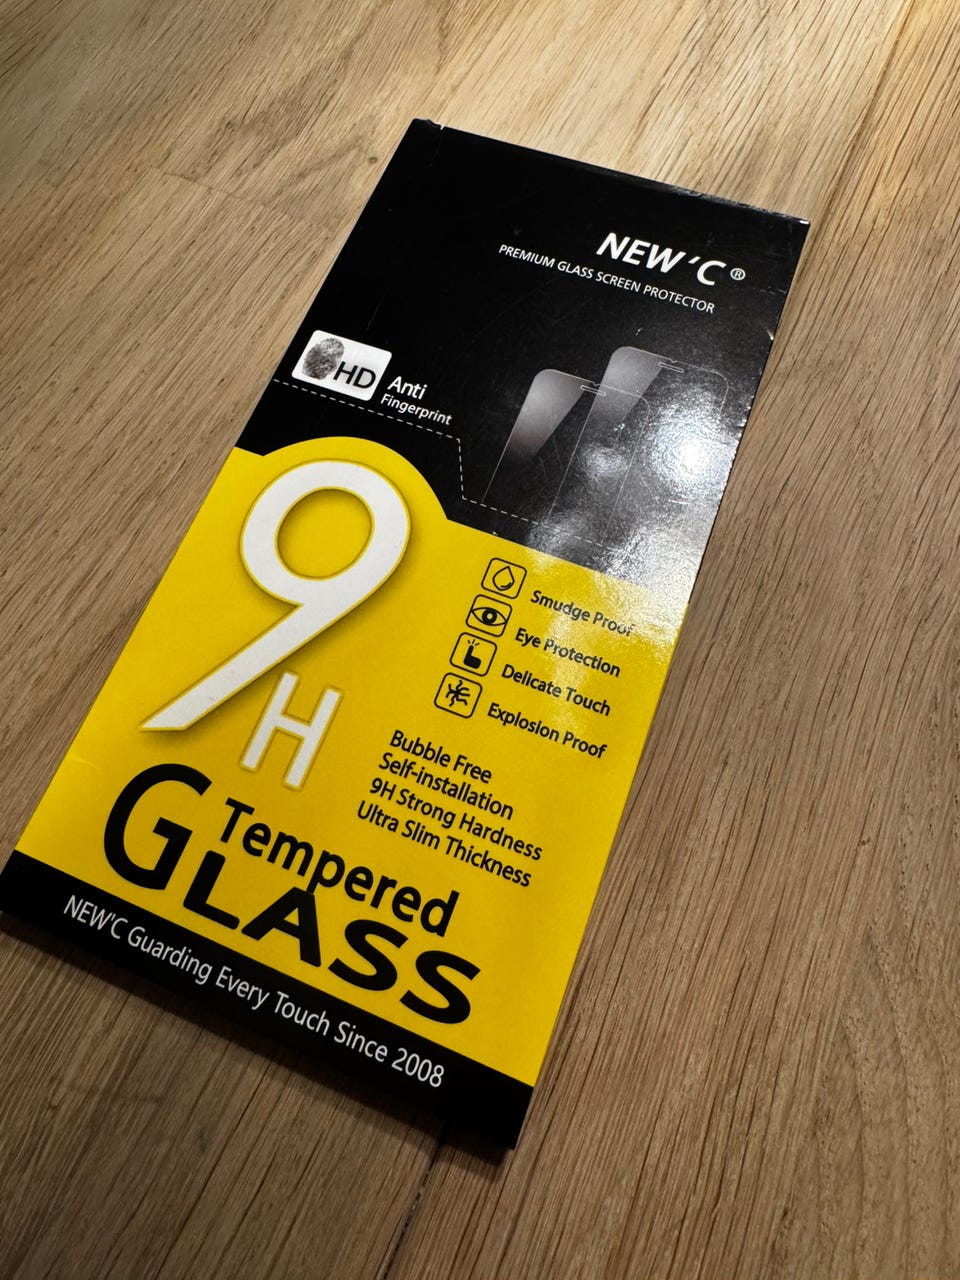 NEW'C ®
PREMIUM GLASS SCREEN PROTECTOR
HD
Anti
Fingerprint
9H
Smudge Proof
Eye Protection
Delicate Touch
Explosion Proof
Bubble Free
Self-installation
9H Strong Hardness
Ultra Slim Thickness
Tempered
GLASS
NEW'C Guarding Every Touch Since 2008